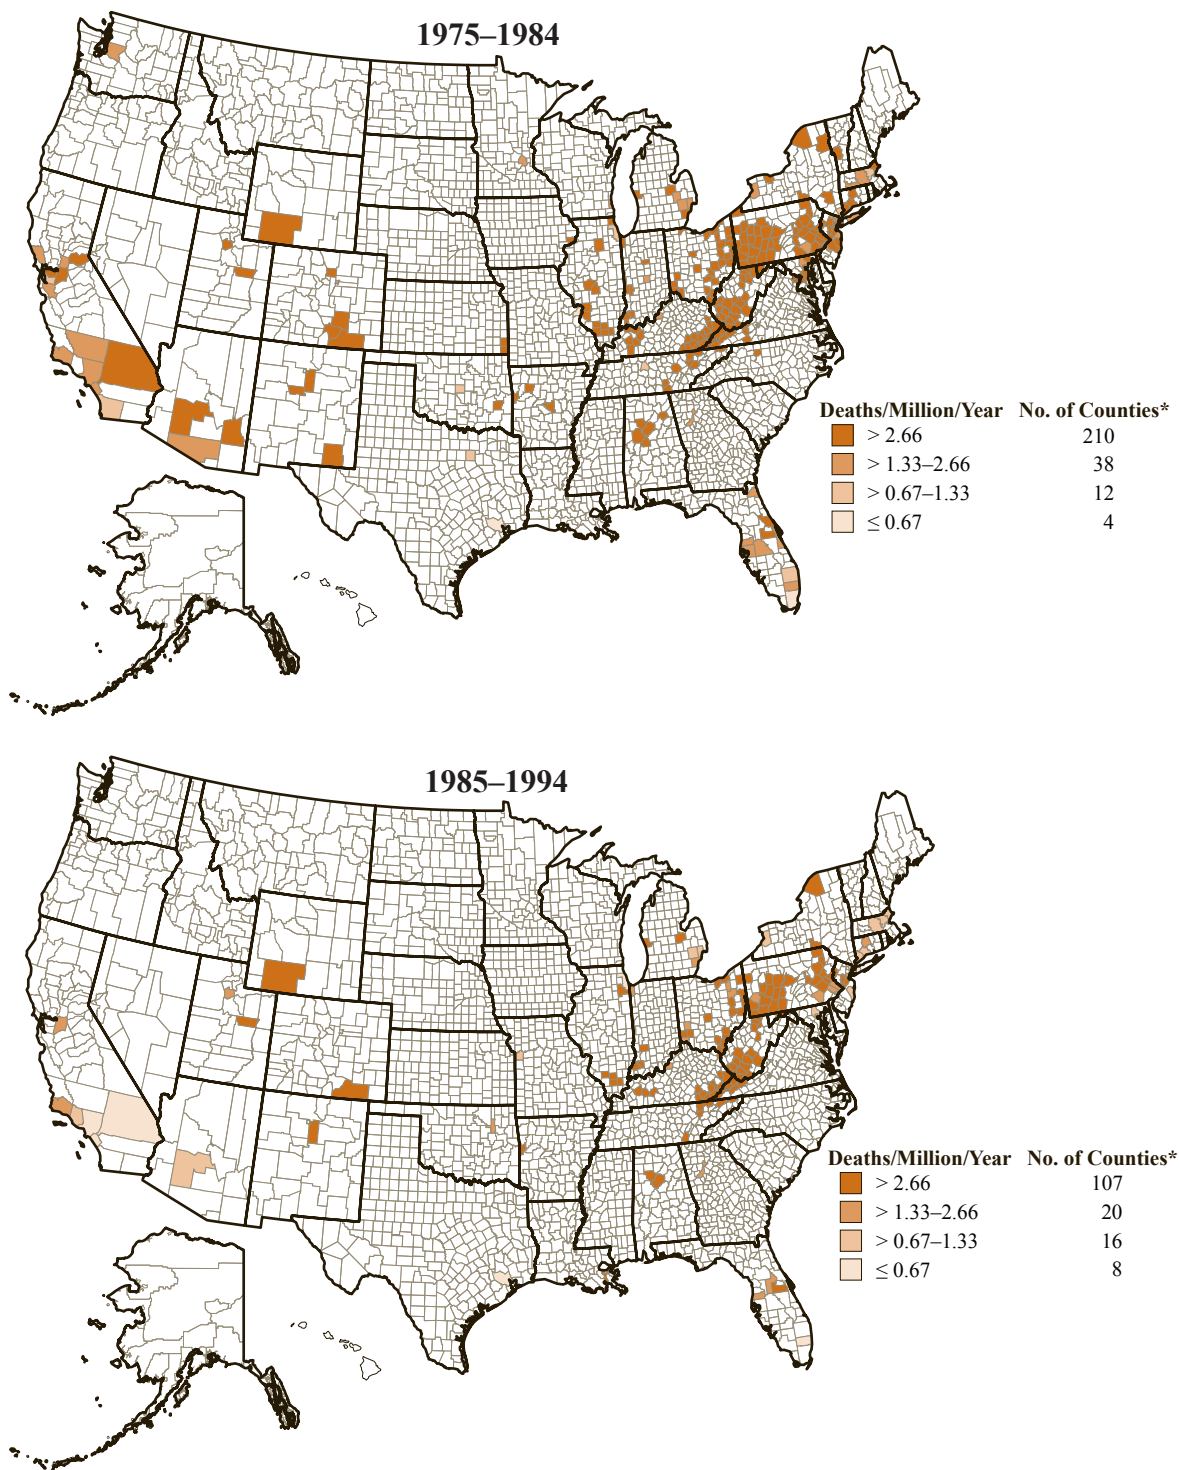 1975–1984
Deaths/Million/Year No. of Counties*
> 2.66 210
> 1.33–2.66 38
> 0.67–1.33 12
≤ 0.67 4
1985–1994
Deaths/Million/Year No. of Counties*
> 2.66 107
> 1.33–2.66 20
> 0.67–1.33 16
≤ 0.67 8